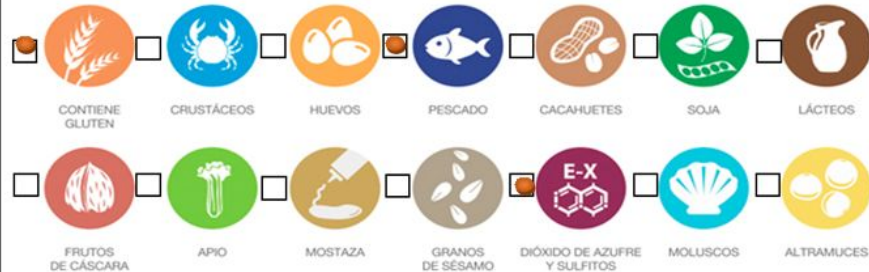 CONTIENE
GLUTEN
CRUSTÁCEOS
HUEVOS
PESCADO
CACAHUETES
SOJA
LÁCTEOS
E-X
FRUTOS
DE CÁSCARA
APIO
MOSTAZA
GRANOS
DE SÉSAMO
DIÓXIDO DE AZUFRE
Y SULFITOS
MOLUSCOS
ALTRAMUCES